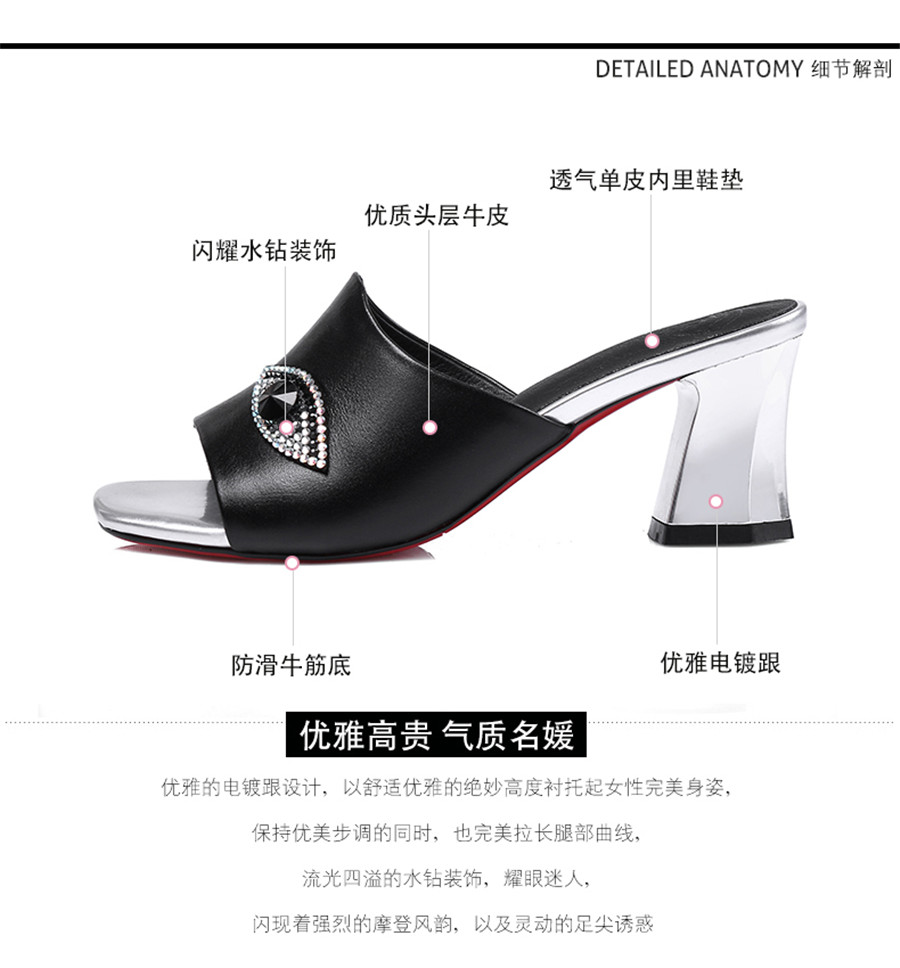 DETAILED ANATOMY 细节解剖
透气单皮内里鞋垫
优质头层牛皮
闪耀水钻装饰
防滑牛筋底
优雅电镀跟
优雅高贵 气质名媛
优雅的电镀跟设计，以舒适优雅的绝妙高度衬托起女性完美身姿，
保持优美步调的同时，也完美拉长腿部曲线，
流光四溢的水钻装饰，耀眼迷人，
闪现着强烈的摩登风韵，以及灵动的足尖诱惑